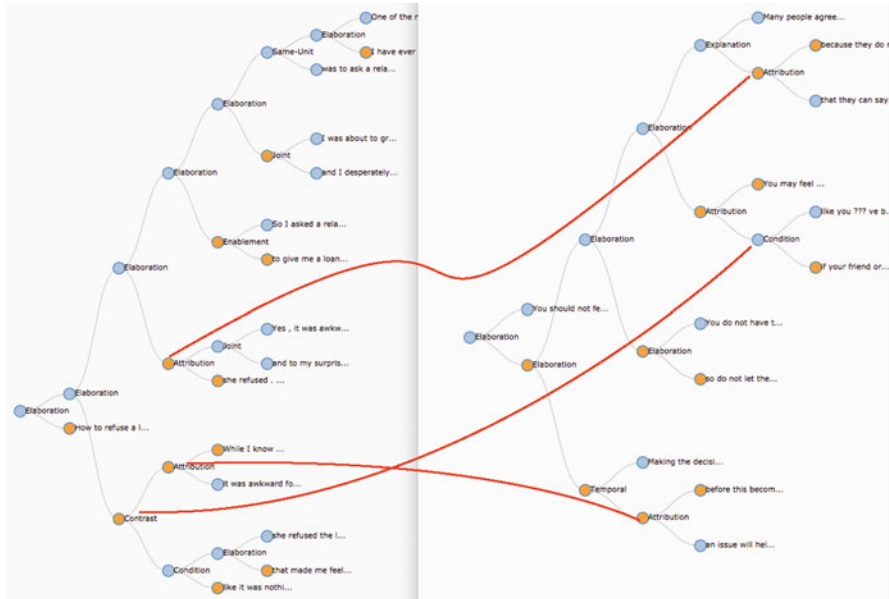 One of the
Elaboration
Same-Unit
I have ever
was to ask a rela...
Elaboration
I was about to gr...
Joint
and I desperately...
Elaboration
So I asked a rela...
Enablement
to give me a loan...
Elaboration
Yes , it was awkw...
Joint
Attribution
and to my surpris...
she refused . ...
Elaboration
Elaboration
How to refuse a l...
While I know ...
Attribution
it was awkward fo...
Contrast
she refused the l...
Elaboration
Condition
that made me feel...
like it was nothi...
Many people agree...
Explanation
because they do
Attribution
that they can say
Elaboration
You may feel ...
Attribution
like you ??? ve b...
Elaboration
Condition
if your friend or...
You should not fe...
You do not have t...
Elaboration
Elaboration
Elaboration
so do not let the...
Making the decisi...
Temporal
before this becom...
Attribution
an issue will hel...